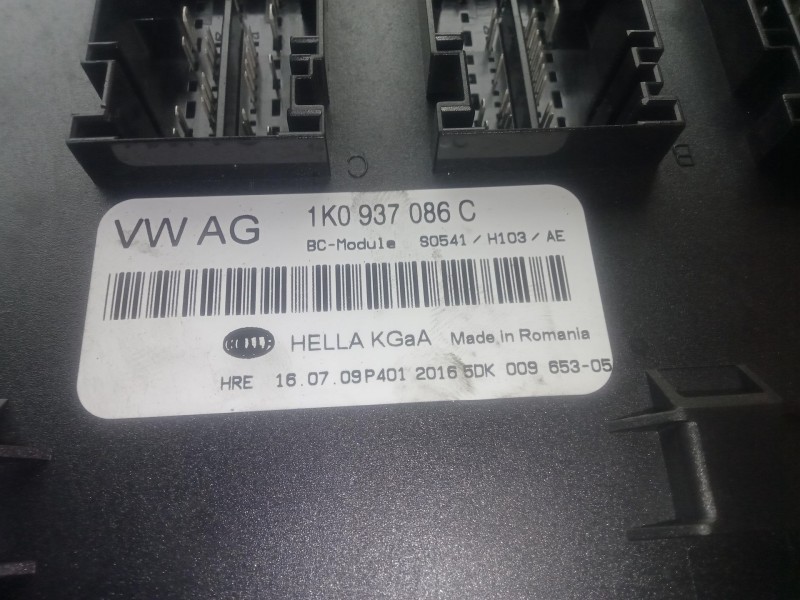 C
B
VW AG
1K0 937 086 C
BC-Module S0541 / H103 / AE
HELLA
HELLA KGaA Made in Romania
HRE 16.07.09P401 2016 5DK 009 653-05